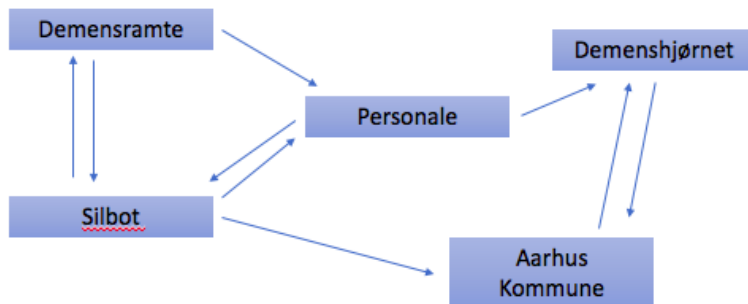 Demensramte
Demenshjørnet
Personale
Silbot
Aarhus
Kommune